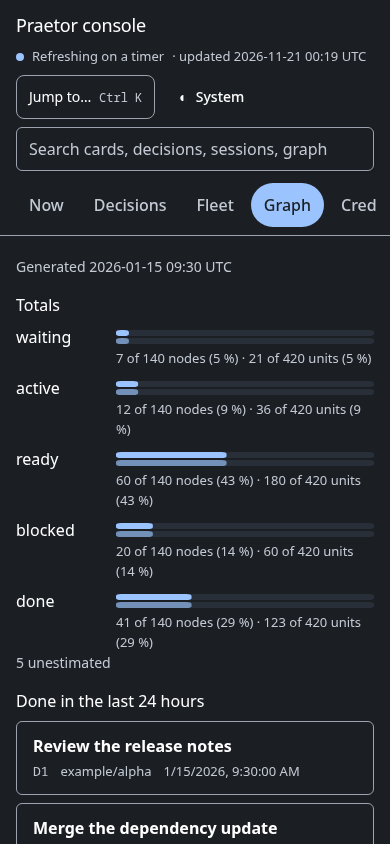 Praetor console
Refreshing on a timer · updated 2026-11-21 00:19 UTC
Jump to... Ctrl K
System
Search cards, decisions, sessions, graph
Now Decisions Fleet Graph Cred
Generated 2026-01-15 09:30 UTC
Totals
waiting
7 of 140 nodes (5 %) · 21 of 420 units (5 %)
active
12 of 140 nodes (9 %) · 36 of 420 units (9
%)
ready
60 of 140 nodes (43 %) · 180 of 420 units
(43 %)
blocked
20 of 140 nodes (14 %) · 60 of 420 units
(14 %)
done
41 of 140 nodes (29 %) · 123 of 420 units
(29 %)
5 unestimated
Done in the last 24 hours
Review the release notes
D1 example/alpha 1/15/2026, 9:30:00 AM
Merge the dependency update